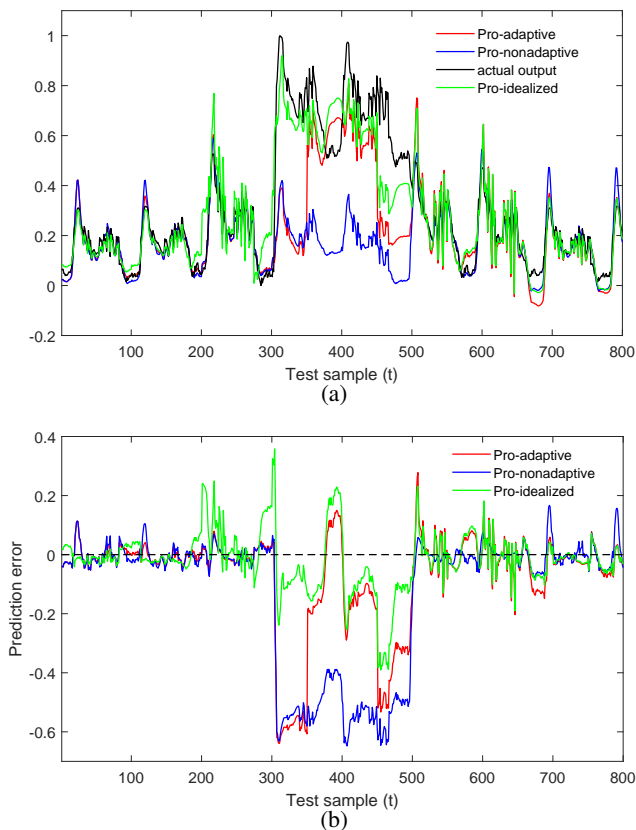 (a)
Pro-adaptive
Pro-nonadaptive
actual output
Pro-idealized
1
0.8
0.6
0.4
0.2
0
-0.2
100 200 300 400 500 600 700 800
Test sample (t)
(a)
0.4
0.2
0
-0.2
-0.4
-0.6
Prediction error
Pro-adaptive
Pro-nonadaptive
Pro-idealized
100 200 300 400 500 600 700 800
Test sample (t)
(b)